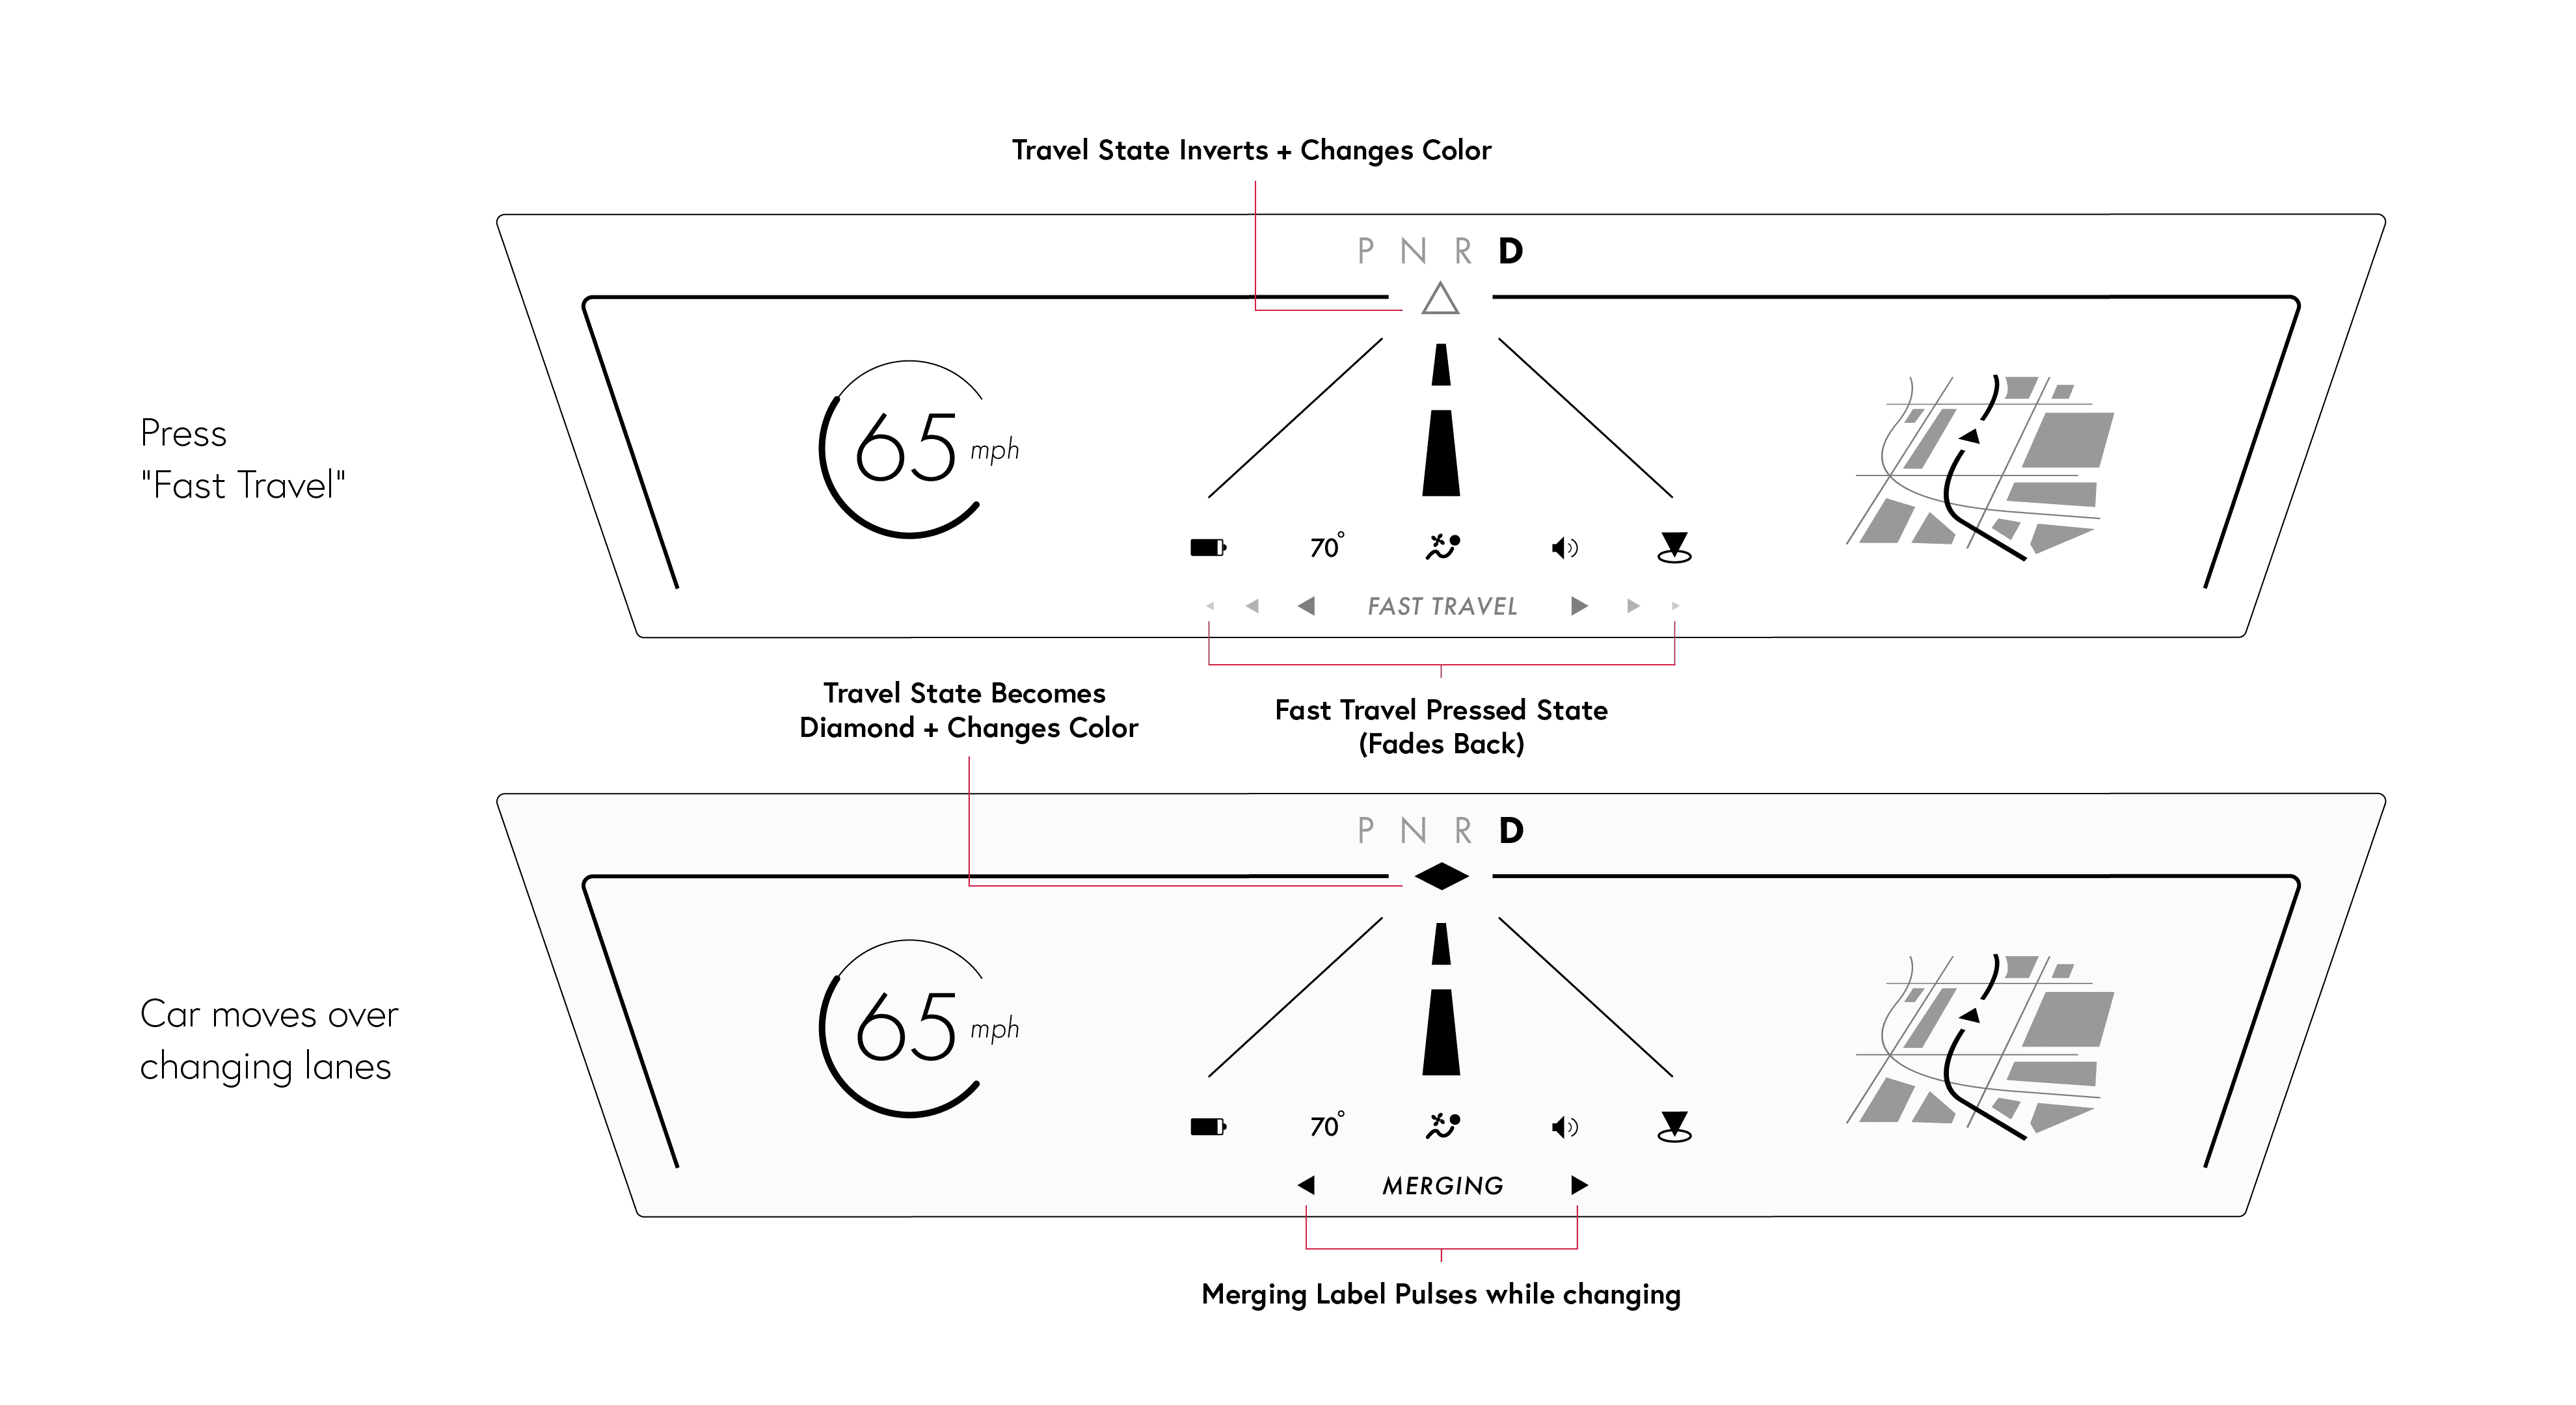 Travel State Inverts + Changes Color
P N R D
Press
"Fast Travel"
65 mph
70°
FAST TRAVEL
Travel State Becomes
Diamond + Changes Color
Fast Travel Pressed State
(Fades Back)
P N R D
Car moves over
changing lanes
65 mph
70°
MERGING
Merging Label Pulses while changing